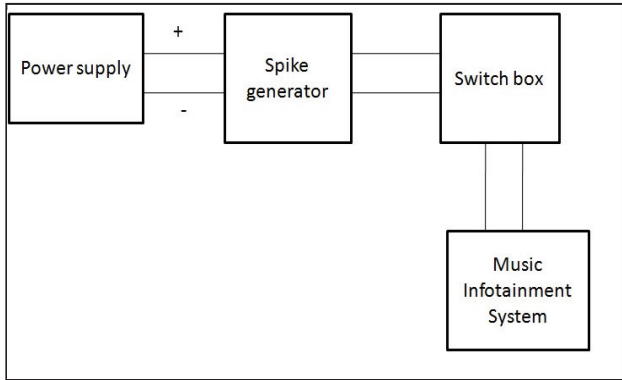 +
Power supply
Spike
generator
Switch box
-
Music
Infotainment
System